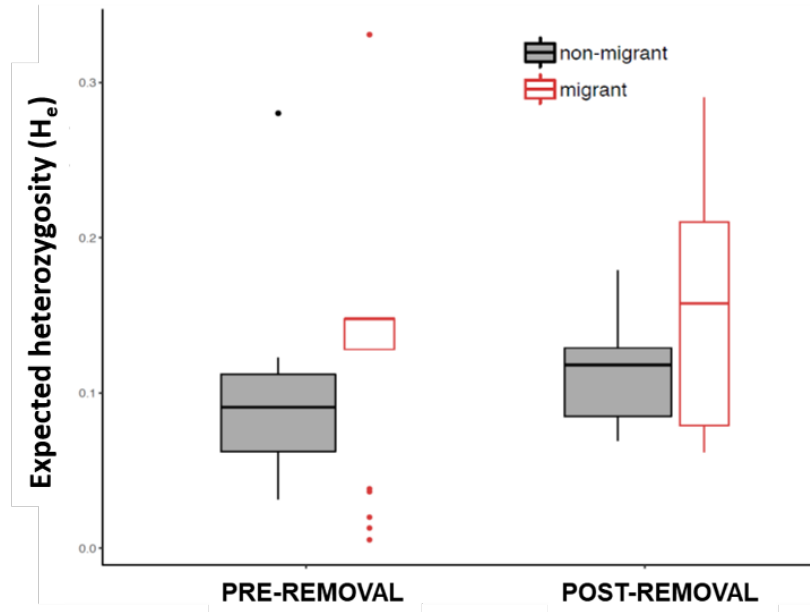 non-migrant
migrant
Expected heterozygosity (He)
0.3
0.2
0.1
0.0
PRE-REMOVAL POST-REMOVAL